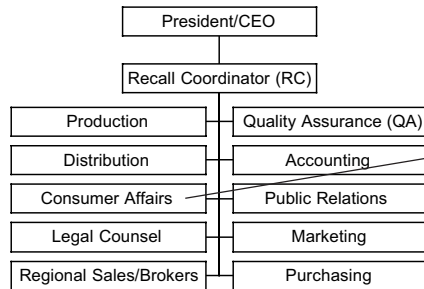 President/CEO
Recall Coordinator (RC)
Production
Quality Assurance (QA)
Distribution
Accounting
Consumer Affairs
Public Relations
Legal Counsel
Marketing
Regional Sales/Brokers
Purchasing